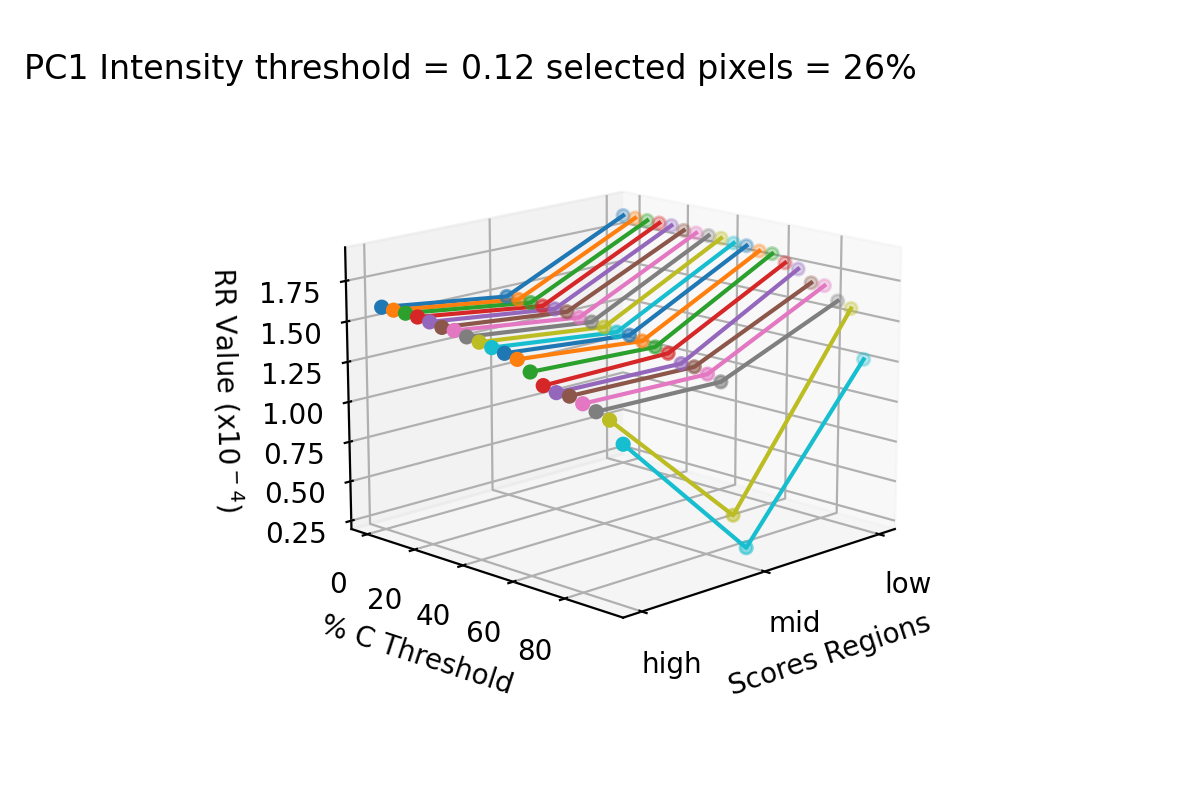 PC1 Intensity threshold = 0.12 selected pixels = 26%
RR Value (x10⁻⁴)
1.75
1.50
1.25
1.00
0.75
0.50
0.25
0
20
40
60
80
% C Threshold
low
mid
high
Scores Regions